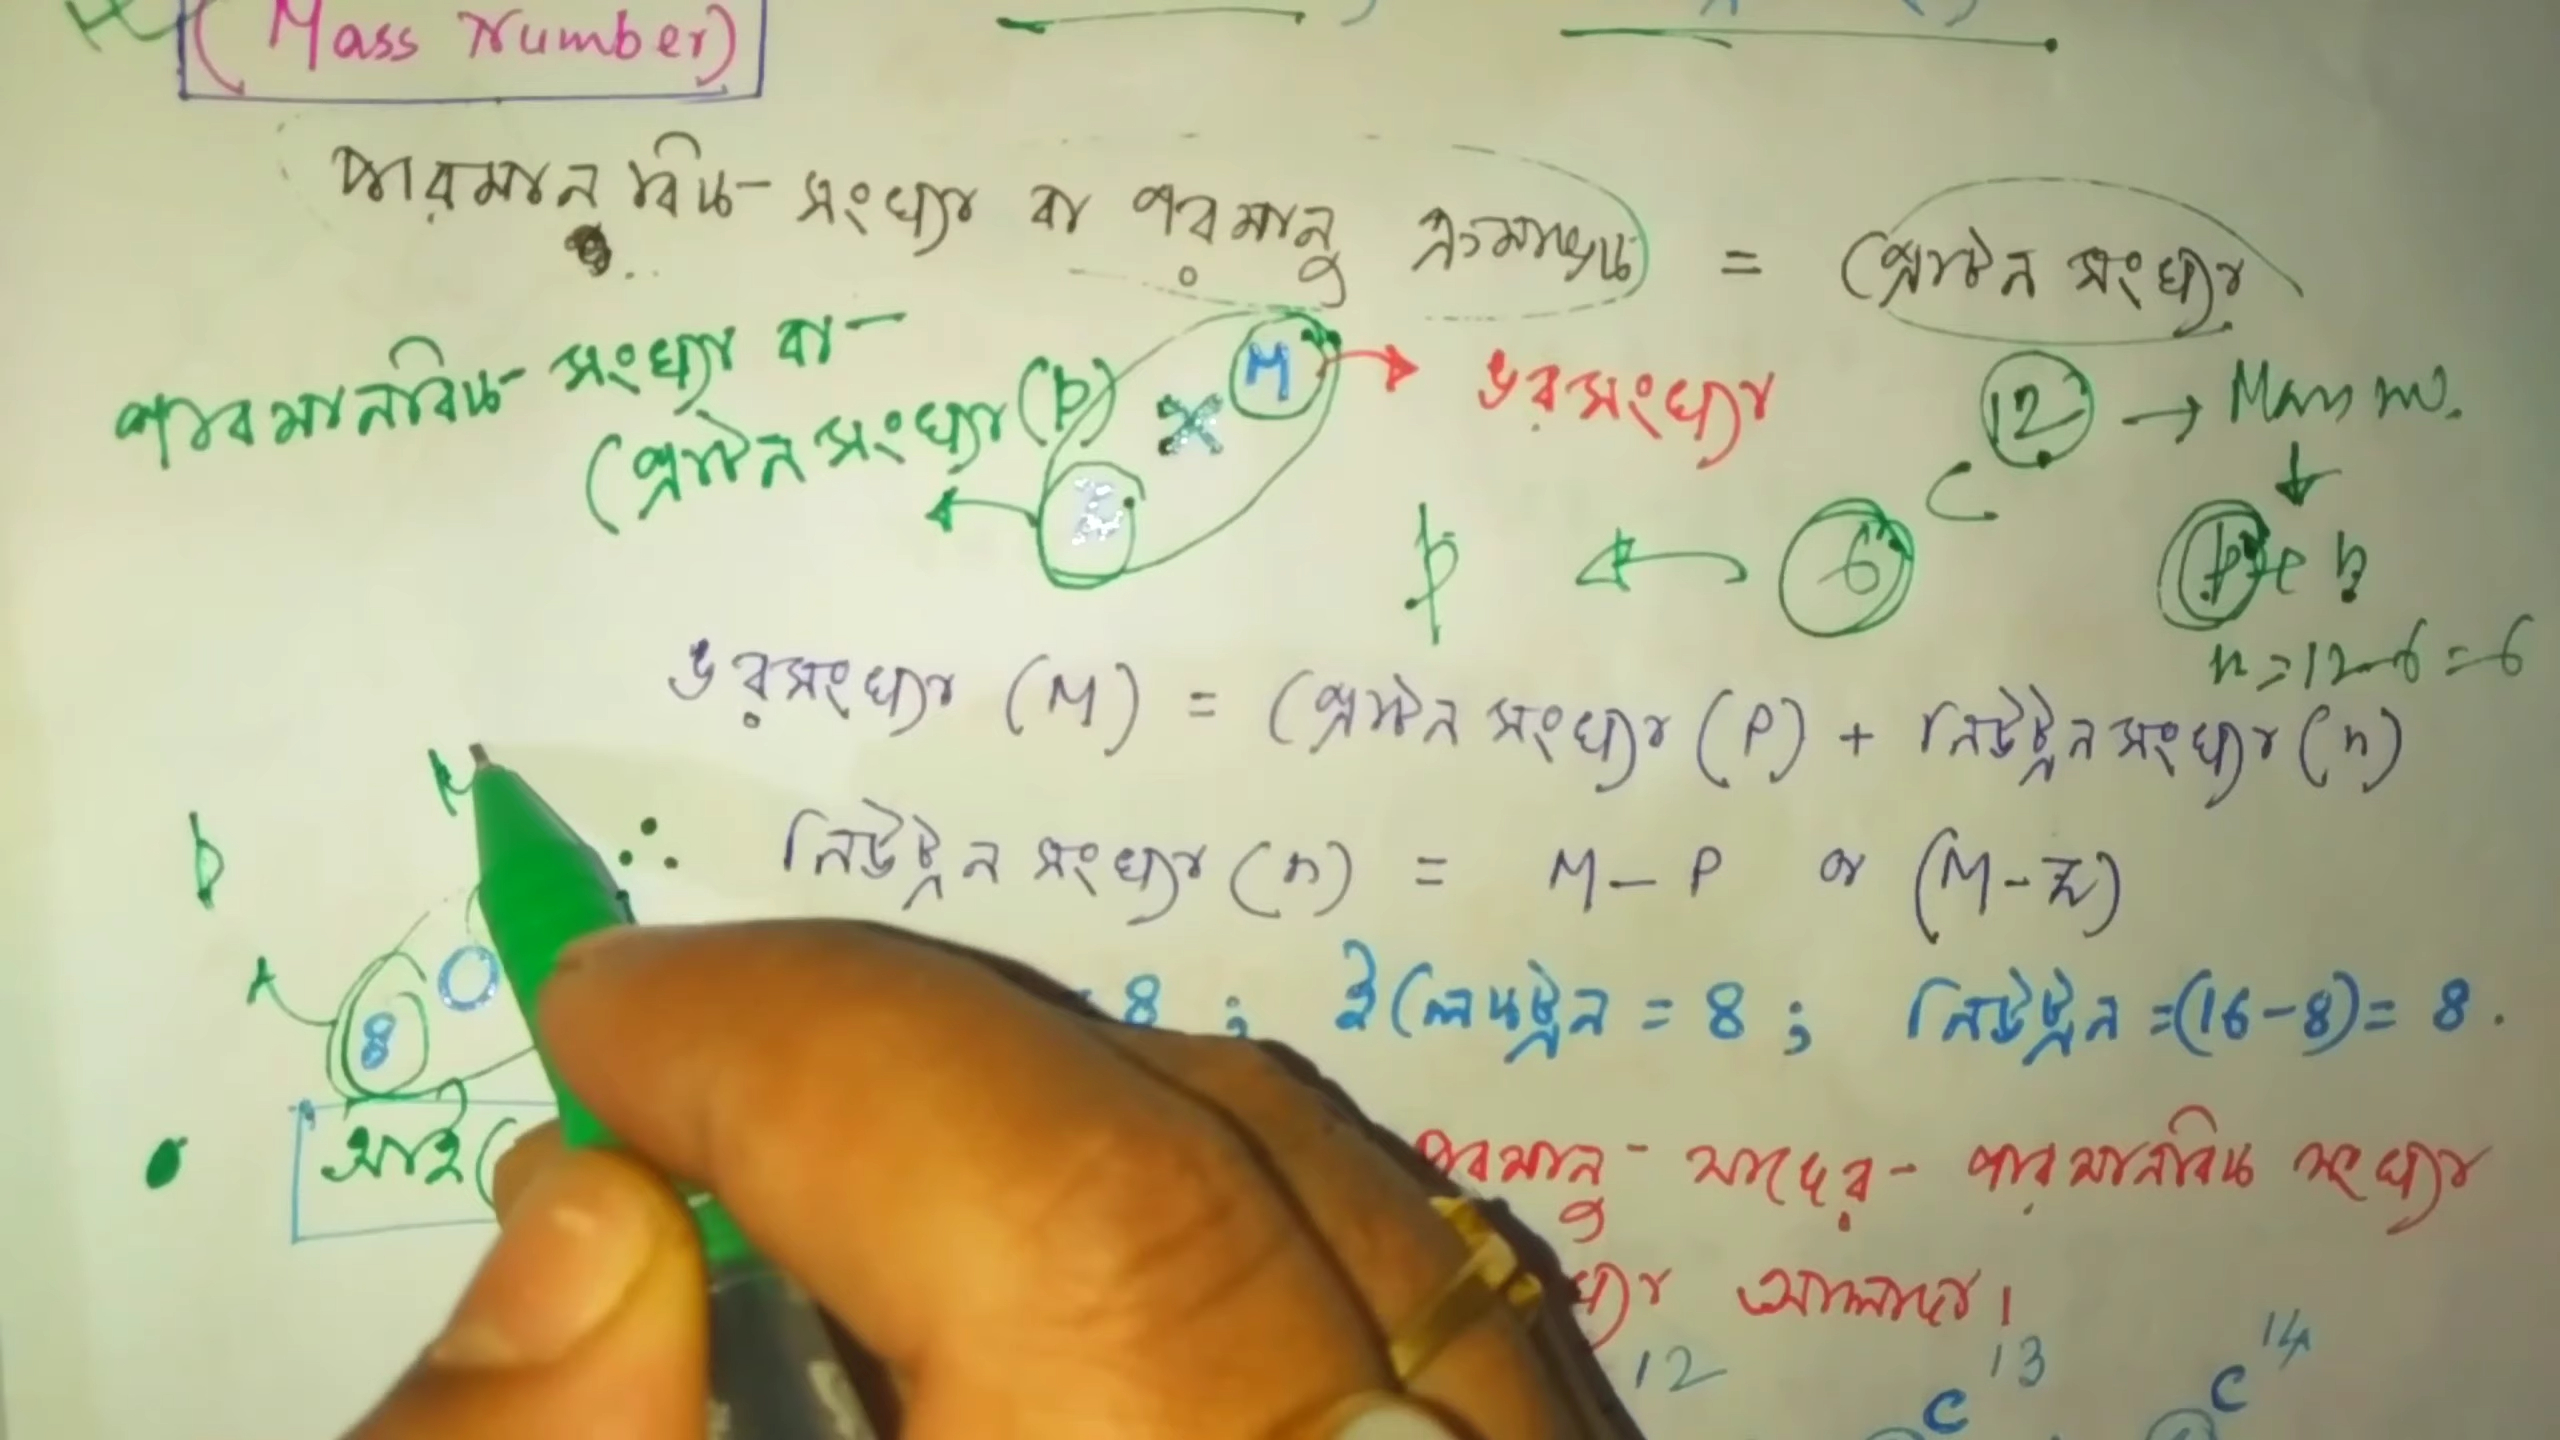 (Mass Number)
পারমানবিক সংখ্যা বা পরমানু ক্রমাঙ্ক = প্রোটন সংখ্যা
পারমানবিক সংখ্যা বা
প্রোটন সংখ্যা (p)
Z X M → ভরসংখ্যা
12 → Mass no.
p ← 6 C
p + n
n = 12-6 = 6
ভরসংখ্যা (M) = প্রোটন সংখ্যা (P) + নিউট্রন সংখ্যা (n)
∴ নিউট্রন সংখ্যা (n) = M - P or (M - Z)
p
8 O
8 ; ইলেকট্রন = 8 ; নিউট্রন = (16-8) = 8.
আই
পরমানু যাদের পারমানবিক সংখ্যা
আলাদা।
12 C 13 C 14